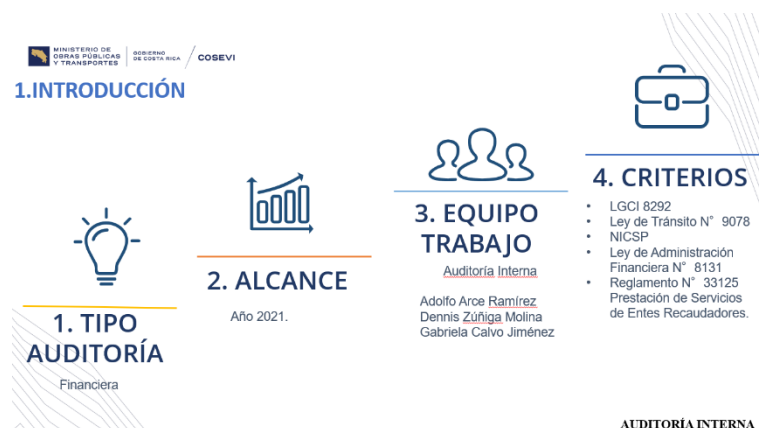 MINISTERIO DE
OBRAS PÚBLICAS
Y TRANSPORTES
GOBIERNO
DE COSTA RICA
COSEVI
1.INTRODUCCIÓN
1. TIPO
AUDITORÍA
Financiera
2. ALCANCE
Año 2021.
3. EQUIPO
TRABAJO
Auditoría Interna
Adolfo Arce Ramírez
Dennis Zúñiga Molina
Gabriela Calvo Jiménez
4. CRITERIOS
• LGCI 8292
• Ley de Tránsito N° 9078
• NICSP
• Ley de Administración
Financiera N° 8131
• Reglamento N° 33125
Prestación de Servicios
de Entes Recaudadores.
AUDITORÍA INTERNA